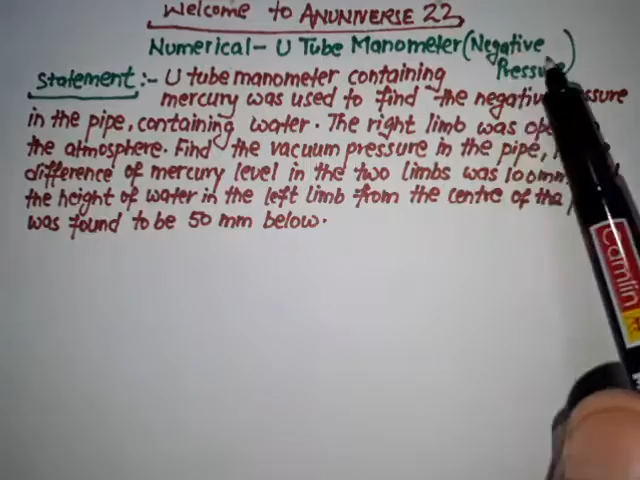 Welcome to ANUNIVERSE 22
Numerical - U Tube Manometer (Negative
Pressure)
Statement :- U tube manometer containing
mercury was used to find the negative pressure
in the pipe, containing water. The right limb was
the atmosphere. Find the vacuum pressure in the pipe,
difference of mercury level in the two limbs was 100mm
the height of water in the left limb from the centre of the
was found to be 50 mm below.
Camlin